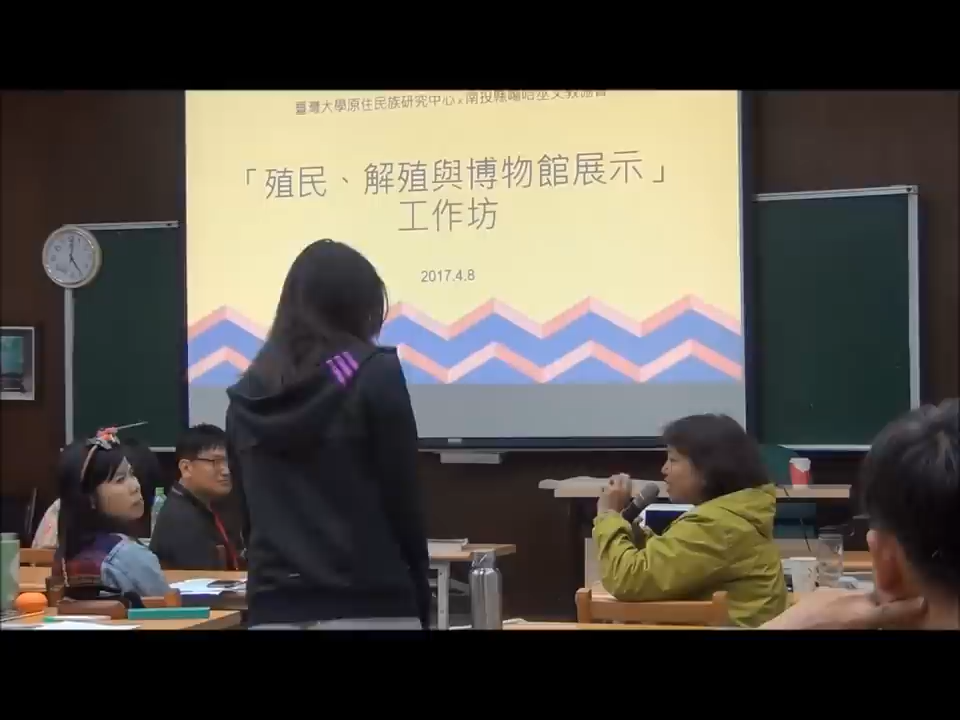 臺灣大學原住民族研究中心x南投縣噶哈巫文教協會
「殖民、解殖與博物館展示」
工作坊
2017.4.8